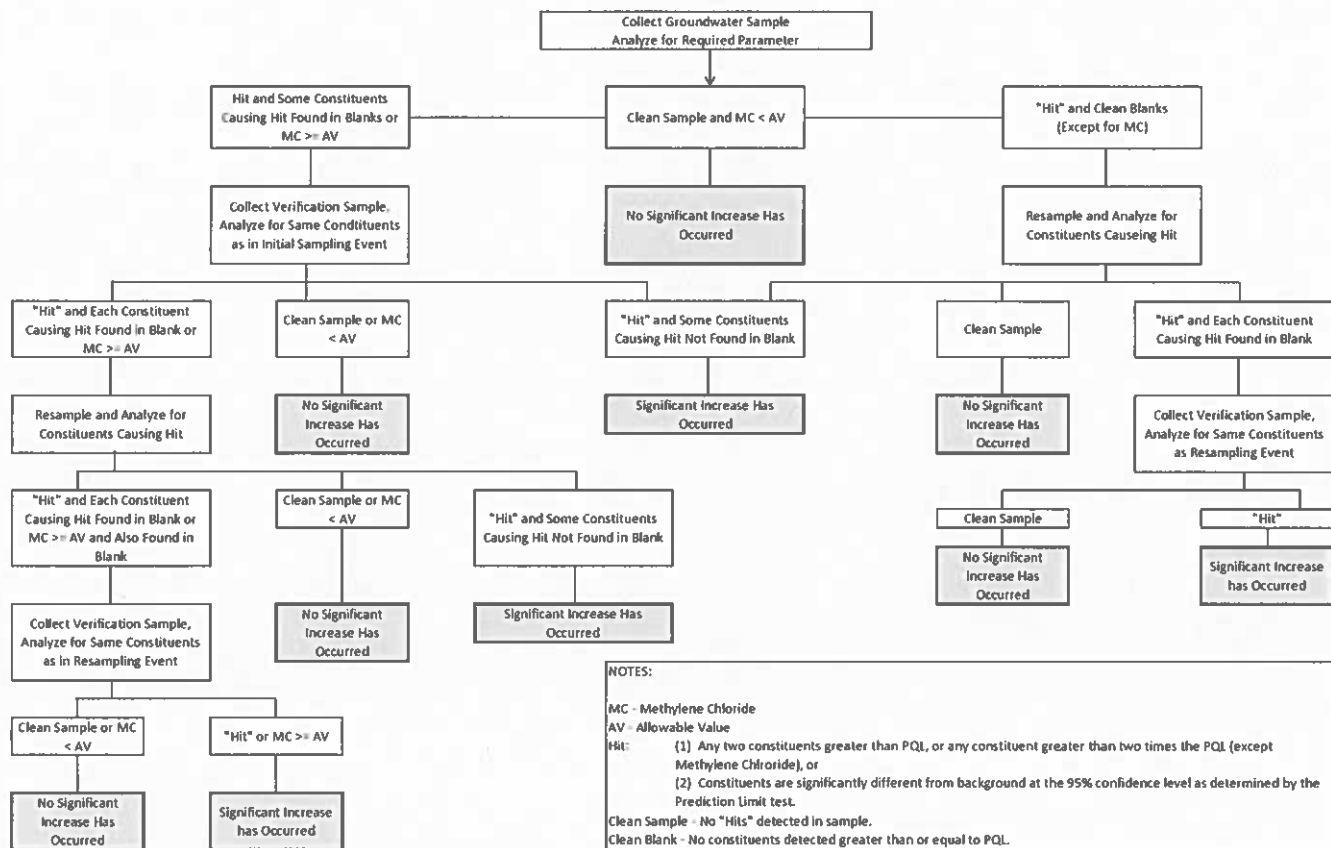 Collect Groundwater Sample
Analyze for Required Parameter
Hit and Some Constituents
Causing Hit Found in Blanks or
MC >= AV
Clean Sample and MC < AV
"Hit" and Clean Blanks
(Except for MC)
Collect Verification Sample,
Analyze for Same Condtituents
as in Initial Sampling Event
No Significant Increase Has
Occurred
Resample and Analyze for
Constituents Causeing Hit
"Hit" and Each Constituent
Causing Hit Found in Blank or
MC >= AV
Clean Sample or MC
< AV
"Hit" and Some Constituents
Causing Hit Not Found in Blank
Clean Sample
"Hit" and Each Constituent
Causing Hit Found in Blank
Resample and Analyze for
Constituents Causing Hit
No Significant
Increase Has
Occurred
Significant Increase Has
Occurred
No Significant
Increase Has
Occurred
Collect Verification Sample,
Analyze for Same Constituents
as Resampling Event
"Hit" and Each Constituent
Causing Hit Found in Blank or
MC >= AV and Also Found in
Blank
Clean Sample or MC
< AV
"Hit" and Some Constituents
Causing Hit Not Found in Blank
Clean Sample
"Hit"
No Significant
Increase Has
Occurred
Significant Increase
has Occurred
Collect Verification Sample,
Analyze for Same Constituents
as in Resampling Event
No Significant
Increase Has
Occurred
Significant Increase Has
Occurred
Clean Sample or MC
< AV
"Hit" or MC >= AV
No Significant
Increase Has
Occurred
Significant Increase
has Occurred
NOTES:
MC - Methylene Chloride
AV - Allowable Value
Hit: (1) Any two constituents greater than PQL, or any constituent greater than two times the PQL (except
Methylene Chlroride), or
(2) Constituents are significantly different from background at the 95% confidence level as determined by the
Prediction Limit test.
Clean Sample - No "Hits" detected in sample.
Clean Blank - No constituents detected greater than or equal to PQL.